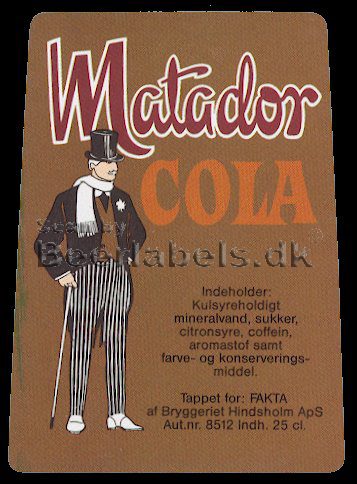 Matador
COLA
Scan by
Beerlabels.dk
Indeholder:
Kulsyreholdigt
mineralvand, sukker,
citronsyre, coffein,
aromastof samt
farve- og konserverings-
middel.
Tappet for: FAKTA
af Bryggeriet Hindsholm ApS
Aut.nr. 8512 Indh. 25 cl.